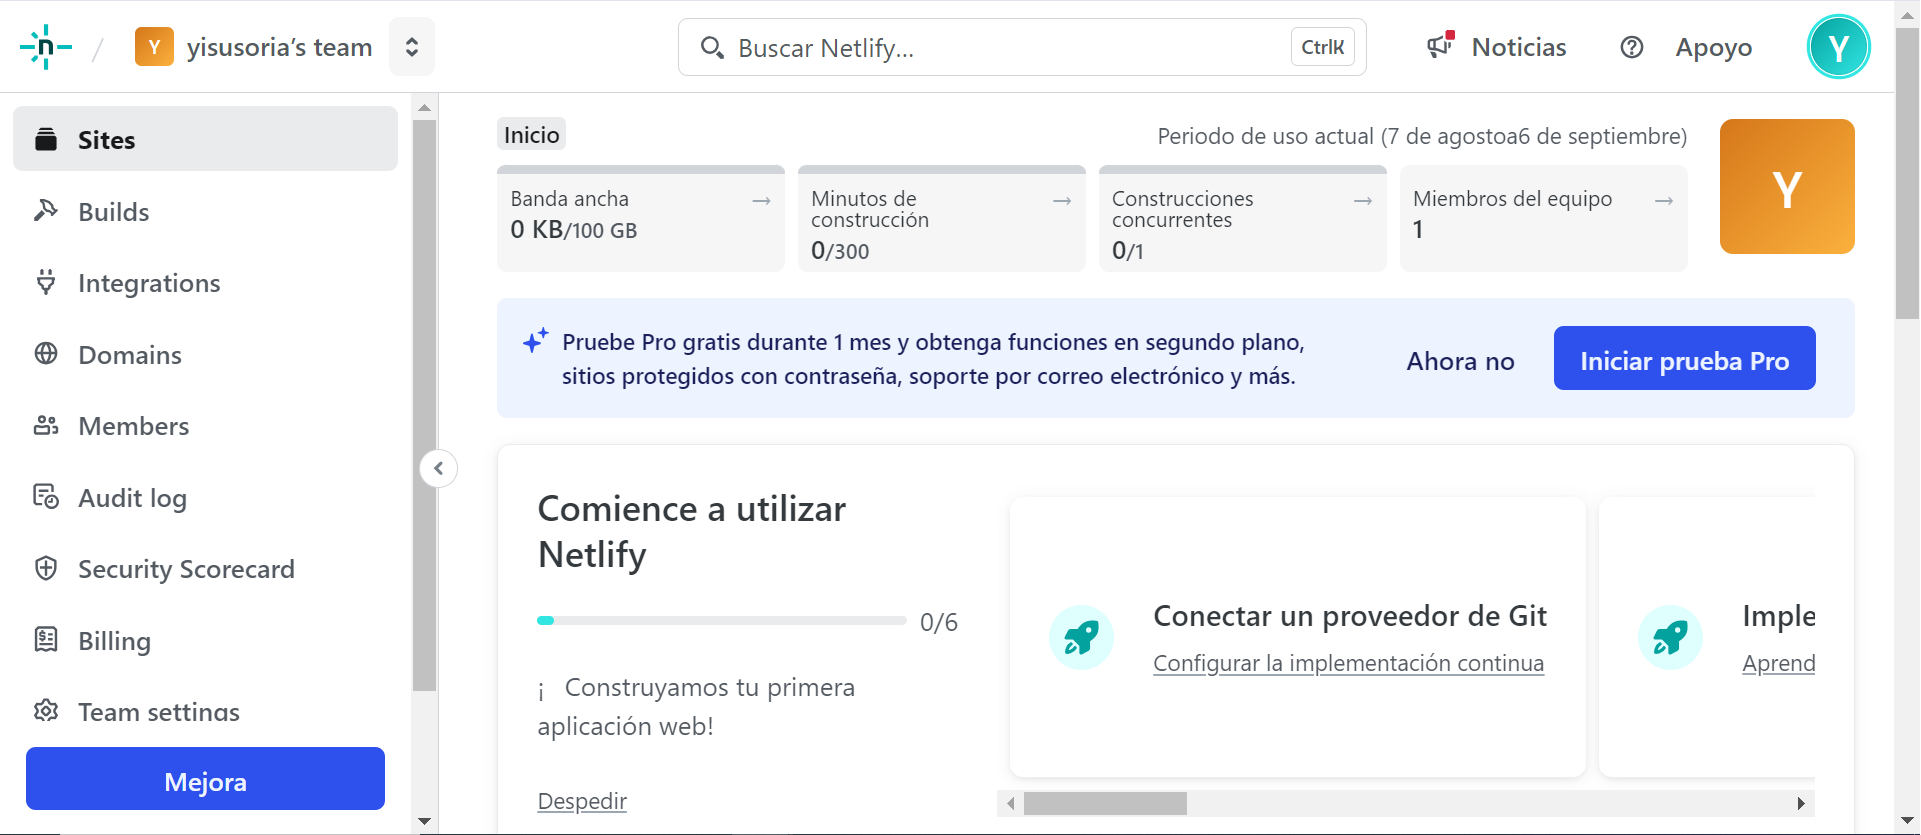 n
/
Y
yisusoria’s team
Buscar Netlify...
CtrlK
Noticias
Apoyo
Y
Sites
Builds
Integrations
Domains
Members
Audit log
Security Scorecard
Billing
Team settings
Mejora
Inicio
Periodo de uso actual (7 de agostoa6 de septiembre)
Banda ancha
0 KB/100 GB
Minutos de
construcción
0/300
Construcciones
concurrentes
0/1
Miembros del equipo
1
Y
Pruebe Pro gratis durante 1 mes y obtenga funciones en segundo plano,
sitios protegidos con contraseña, soporte por correo electrónico y más.
Ahora no
Iniciar prueba Pro
Comience a utilizar
Netlify
0/6
¡ Construyamos tu primera
aplicación web!
Despedir
Conectar un proveedor de Git
Configurar la implementación continua
Imple
Aprend